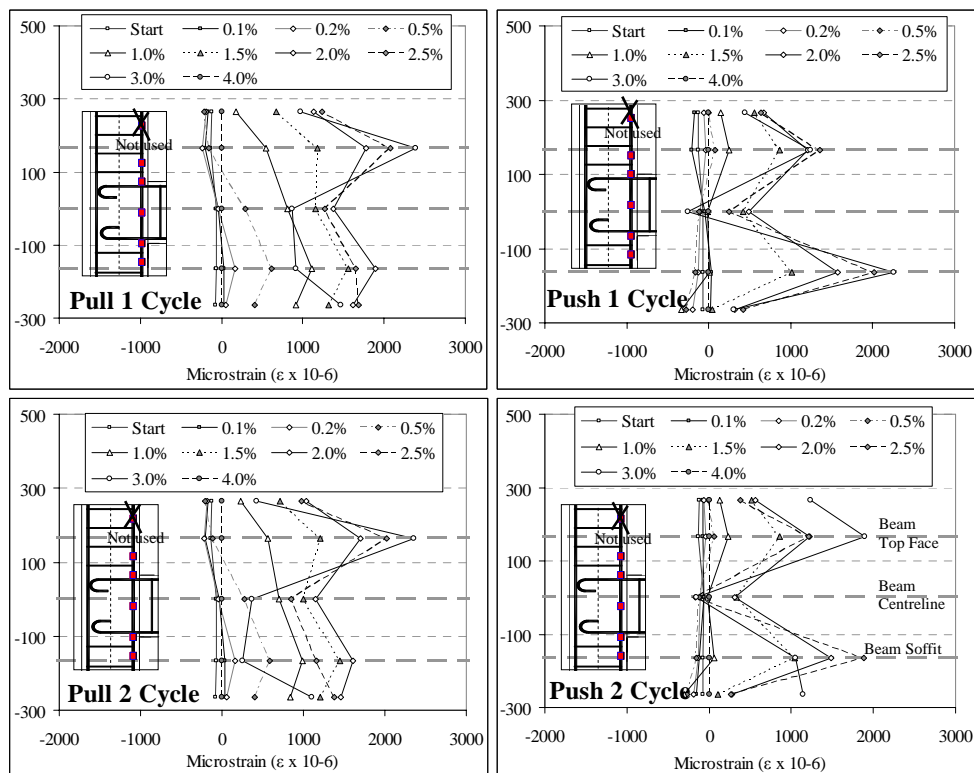 500
Start 0.1% 0.2% 0.5%
1.0% 1.5% 2.0% 2.5%
3.0% 4.0%
300
Not used
100
-100
Pull 1 Cycle
-300
-2000 -1000 0 1000 2000 3000
Microstrain (ε x 10-6)
500
Start 0.1% 0.2% 0.5%
1.0% 1.5% 2.0% 2.5%
3.0% 4.0%
300
Not used
100
-100
Push 1 Cycle
-300
-2000 -1000 0 1000 2000 3000
Microstrain (ε x 10-6)
500
Start 0.1% 0.2% 0.5%
1.0% 1.5% 2.0% 2.5%
3.0% 4.0%
300
Not used
100
-100
Pull 2 Cycle
-300
-2000 -1000 0 1000 2000 3000
Microstrain (ε x 10-6)
500
Start 0.1% 0.2% 0.5%
1.0% 1.5% 2.0% 2.5%
3.0% 4.0%
300
Not used
Beam
Top Face
100
Beam
Centreline
-100
Beam Soffit
Push 2 Cycle
-300
-2000 -1000 0 1000 2000 3000
Microstrain (ε x 10-6)